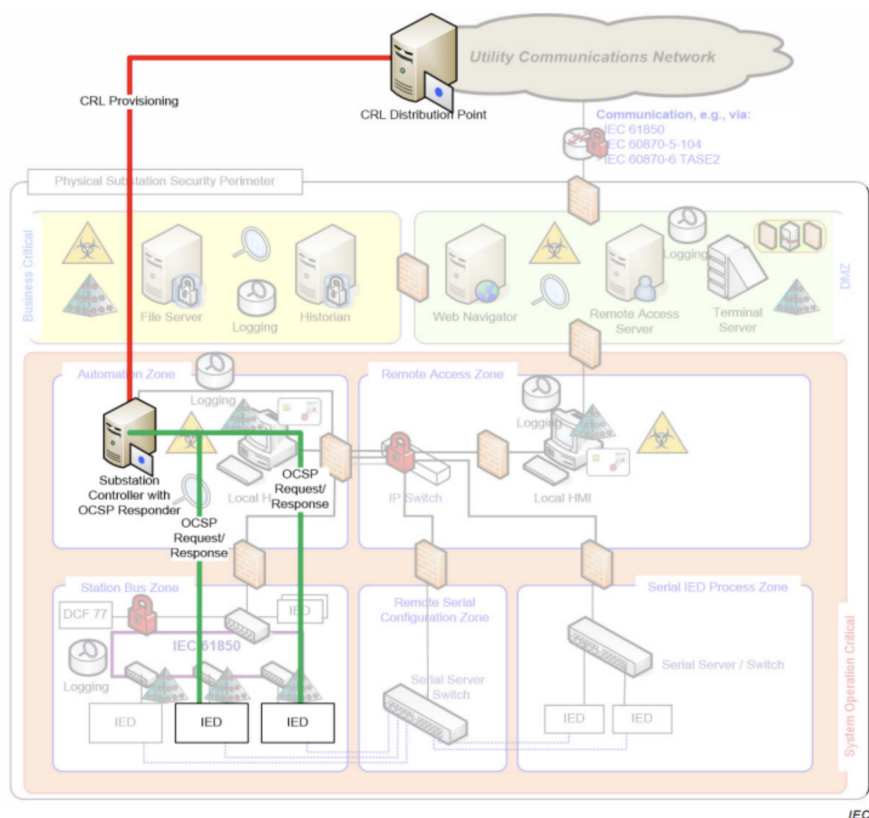 Utility Communications Network
CRL Provisioning
CRL Distribution Point
Communication, e.g., via:
- IEC 61850
IEC 60870-5-104
- IEC 60870-6 TASE2
Physical Substation Security Perimeter
Business Critical
File Server
Logging
Historian
Web Navigator
Remote Access
Server
Logging
Terminal
Server
DMZ
Automation Zone
Logging
Remote Access Zone
Logging
Substation
Controller with
OCSP Responder
Local H
OCSP
Request/
Response
OCSP
Request/
Response
IP Switch
Local HMI
Station Bus Zone
DCF 77
IED
IEC 61850
Logging
IED
IED
IED
Remote Serial
Configuration Zone
Serial Server
Switch
Serial IED Process Zone
Serial Server / Switch
IED
IED
System Operation Critical
IEC